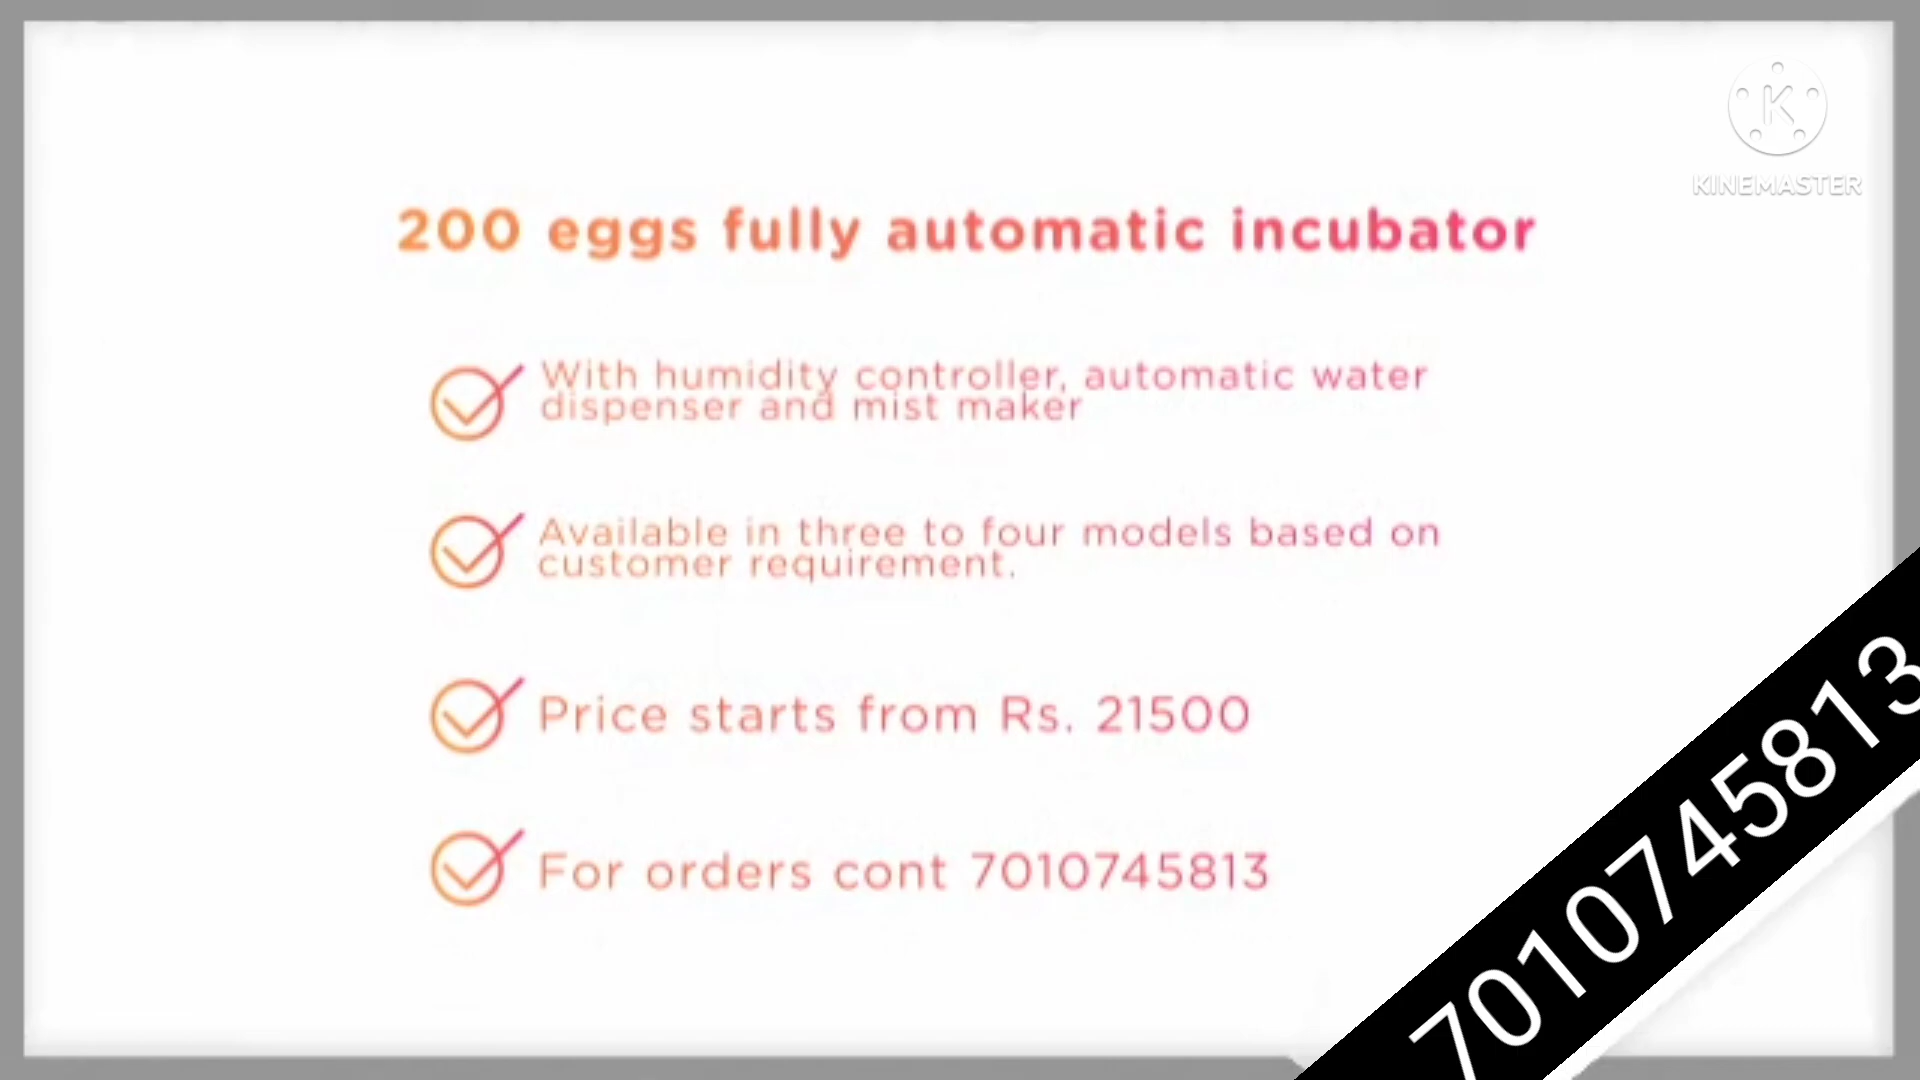 KINEMASTER
200 eggs fully automatic incubator
With humidity controller, automatic water
dispenser and mist maker
Available in three to four models based on
customer requirement.
Price starts from Rs. 21500
For orders cont 7010745813
7010745813